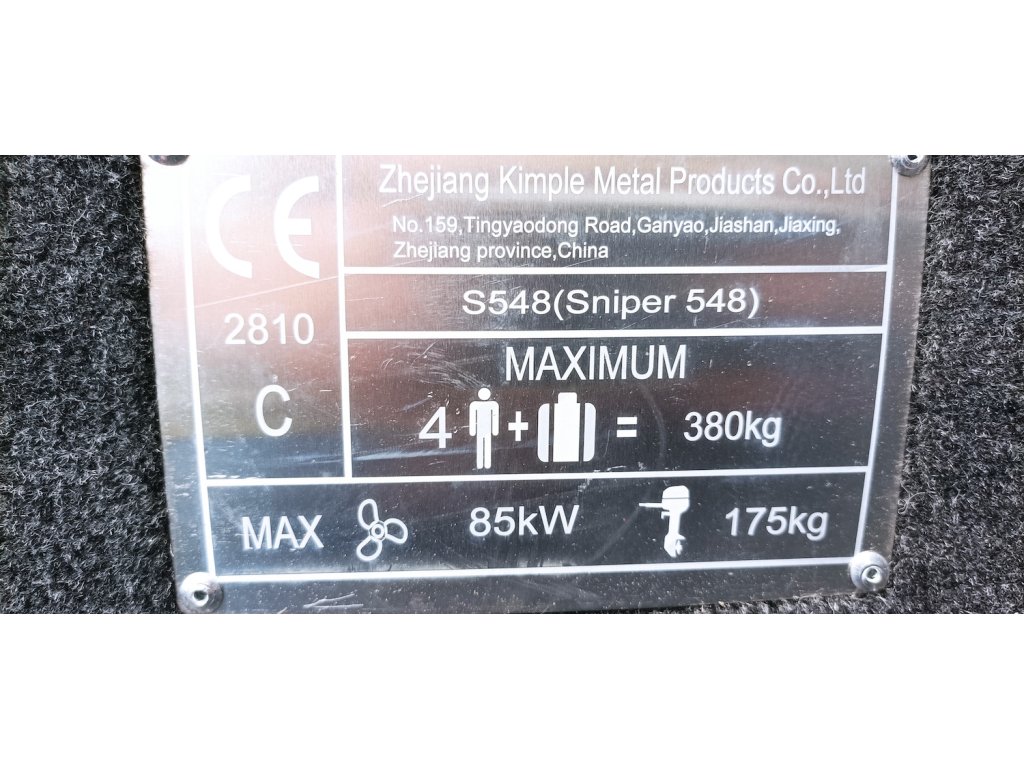 CE
2810
C
Zhejiang Kimple Metal Products Co.,Ltd
No.159,Tingyaodong Road,Ganyao,Jiashan,Jiaxing,
Zhejiang province,China
S548(Sniper 548)
MAXIMUM
4 + = 380kg
MAX 85kW 175kg